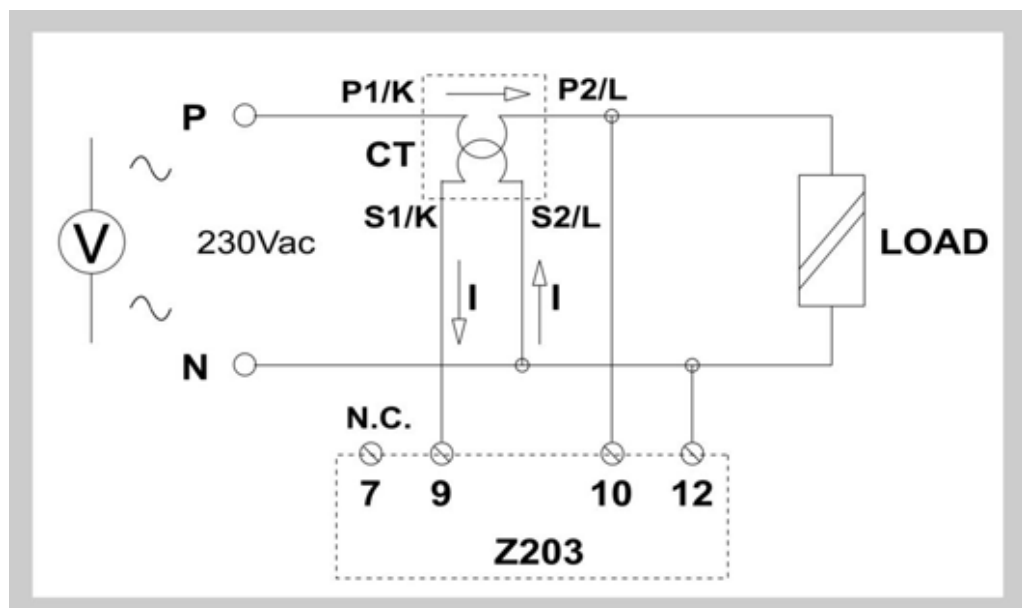 P1/K
P2/L
P
CT
S1/K
S2/L
V
230Vac
LOAD
I
I
N
N.C.
7
9
10
12
Z203